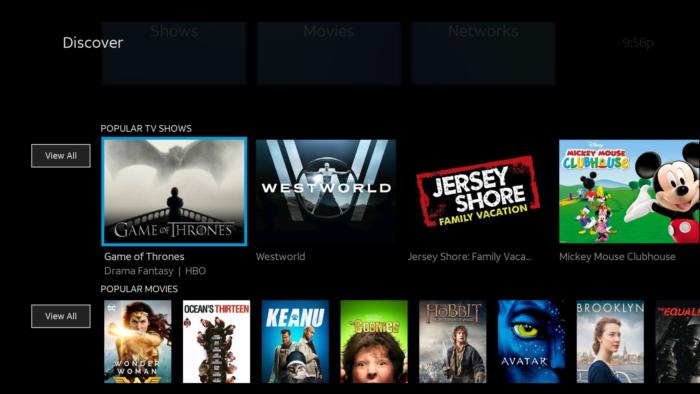 Shows
Movies
Networks
Discover
9:56p
POPULAR TV SHOWS
View All
GAME OF THRONES
WESTWORLD
JERSEY
SHORE
FAMILY VACATION
Disney
MICKEY MOUSE
CLUBHOUSE
Game of Thrones
Westworld
Jersey Shore: Family Vaca...
Mickey Mouse Clubhouse
Drama Fantasy | HBO
POPULAR MOVIES
View All
DC
WONDER
WOMAN
OCEAN'S THIRTEEN
KEANU
THE GOONIES
THE HOBBIT
AVATAR
BROOKLYN
THE EQUAL